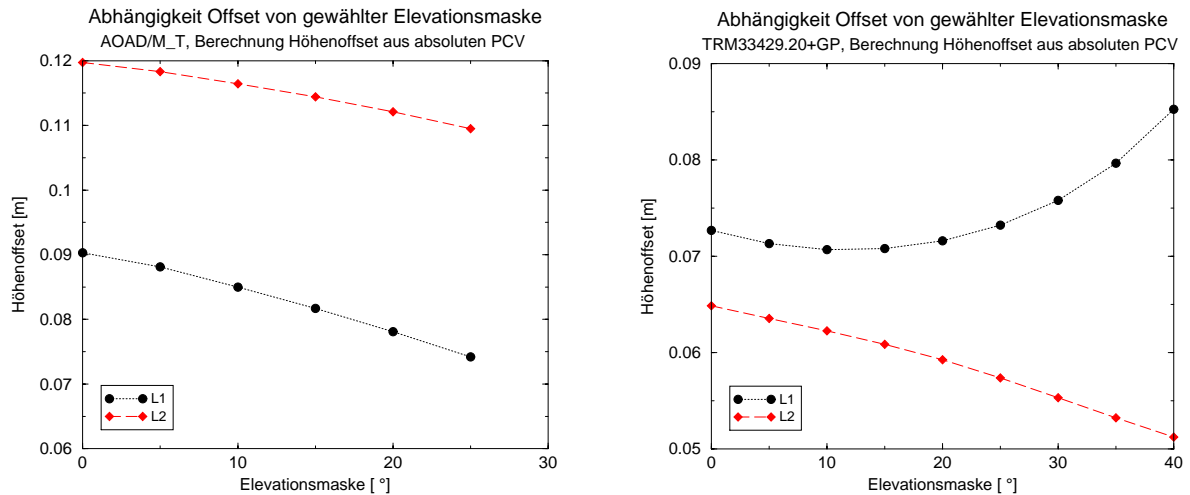 Abhängigkeit Offset von gewählter Elevationsmaske
AOAD/M_T, Berechnung Höhenoffset aus absoluten PCV
0.12
0.11
0.1
0.09
0.08
0.07
0.06
Höhenoffset [m]
L1
L2
0 10 20 30
Elevationsmaske [ °]
Abhängigkeit Offset von gewählter Elevationsmaske
TRM33429.20+GP, Berechnung Höhenoffset aus absoluten PCV
0.09
0.08
0.07
0.06
0.05
Höhenoffset [m]
L1
L2
0 10 20 30 40
Elevationsmaske [ °]